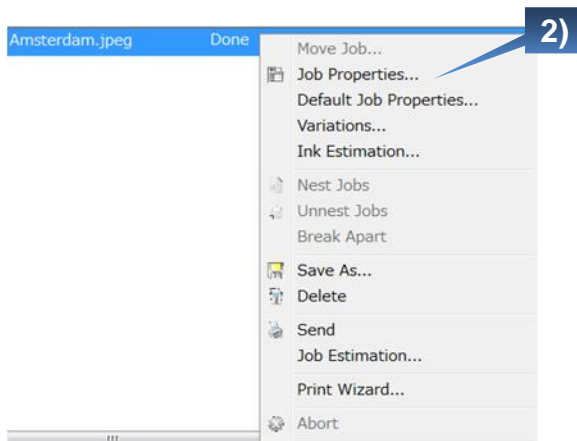 2)
Amsterdam.jpeg Done
Move Job...
Job Properties...
Default Job Properties...
Variations...
Ink Estimation...
Nest Jobs
Unnest Jobs
Break Apart
Save As...
Delete
Send
Job Estimation...
Print Wizard...
Abort